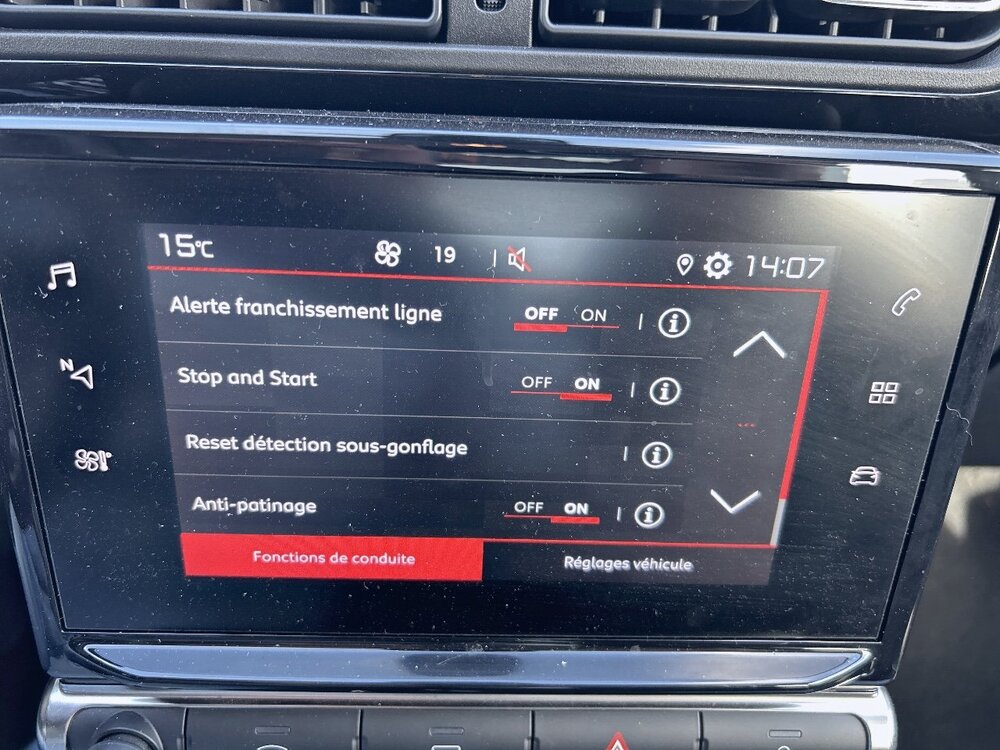 15°C 19 14:07
Alerte franchissement ligne OFF ON
Stop and Start OFF ON
Reset détection sous-gonflage
Anti-patinage OFF ON
Fonctions de conduite Réglages véhicule
N